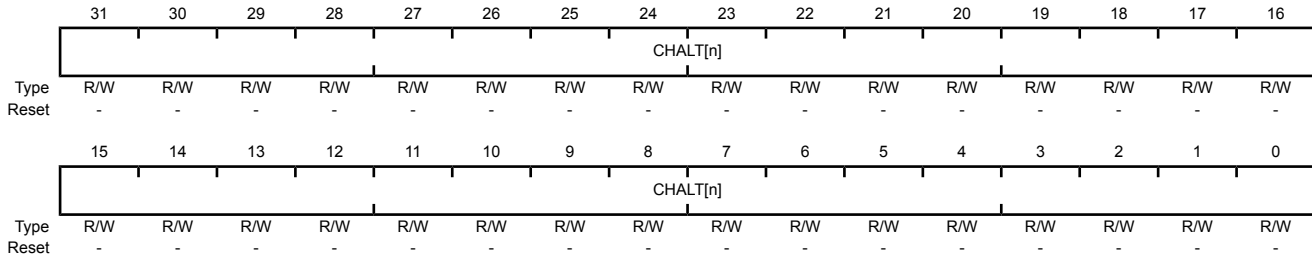 31 30 29 28 27 26 25 24 23 22 21 20 19 18 17 16
CHALT[n]
Type R/W R/W R/W R/W R/W R/W R/W R/W R/W R/W R/W R/W R/W R/W R/W R/W
Reset - - - - - - - - - - - - - - - -
15 14 13 12 11 10 9 8 7 6 5 4 3 2 1 0
CHALT[n]
Type R/W R/W R/W R/W R/W R/W R/W R/W R/W R/W R/W R/W R/W R/W R/W R/W
Reset - - - - - - - - - - - - - - - -